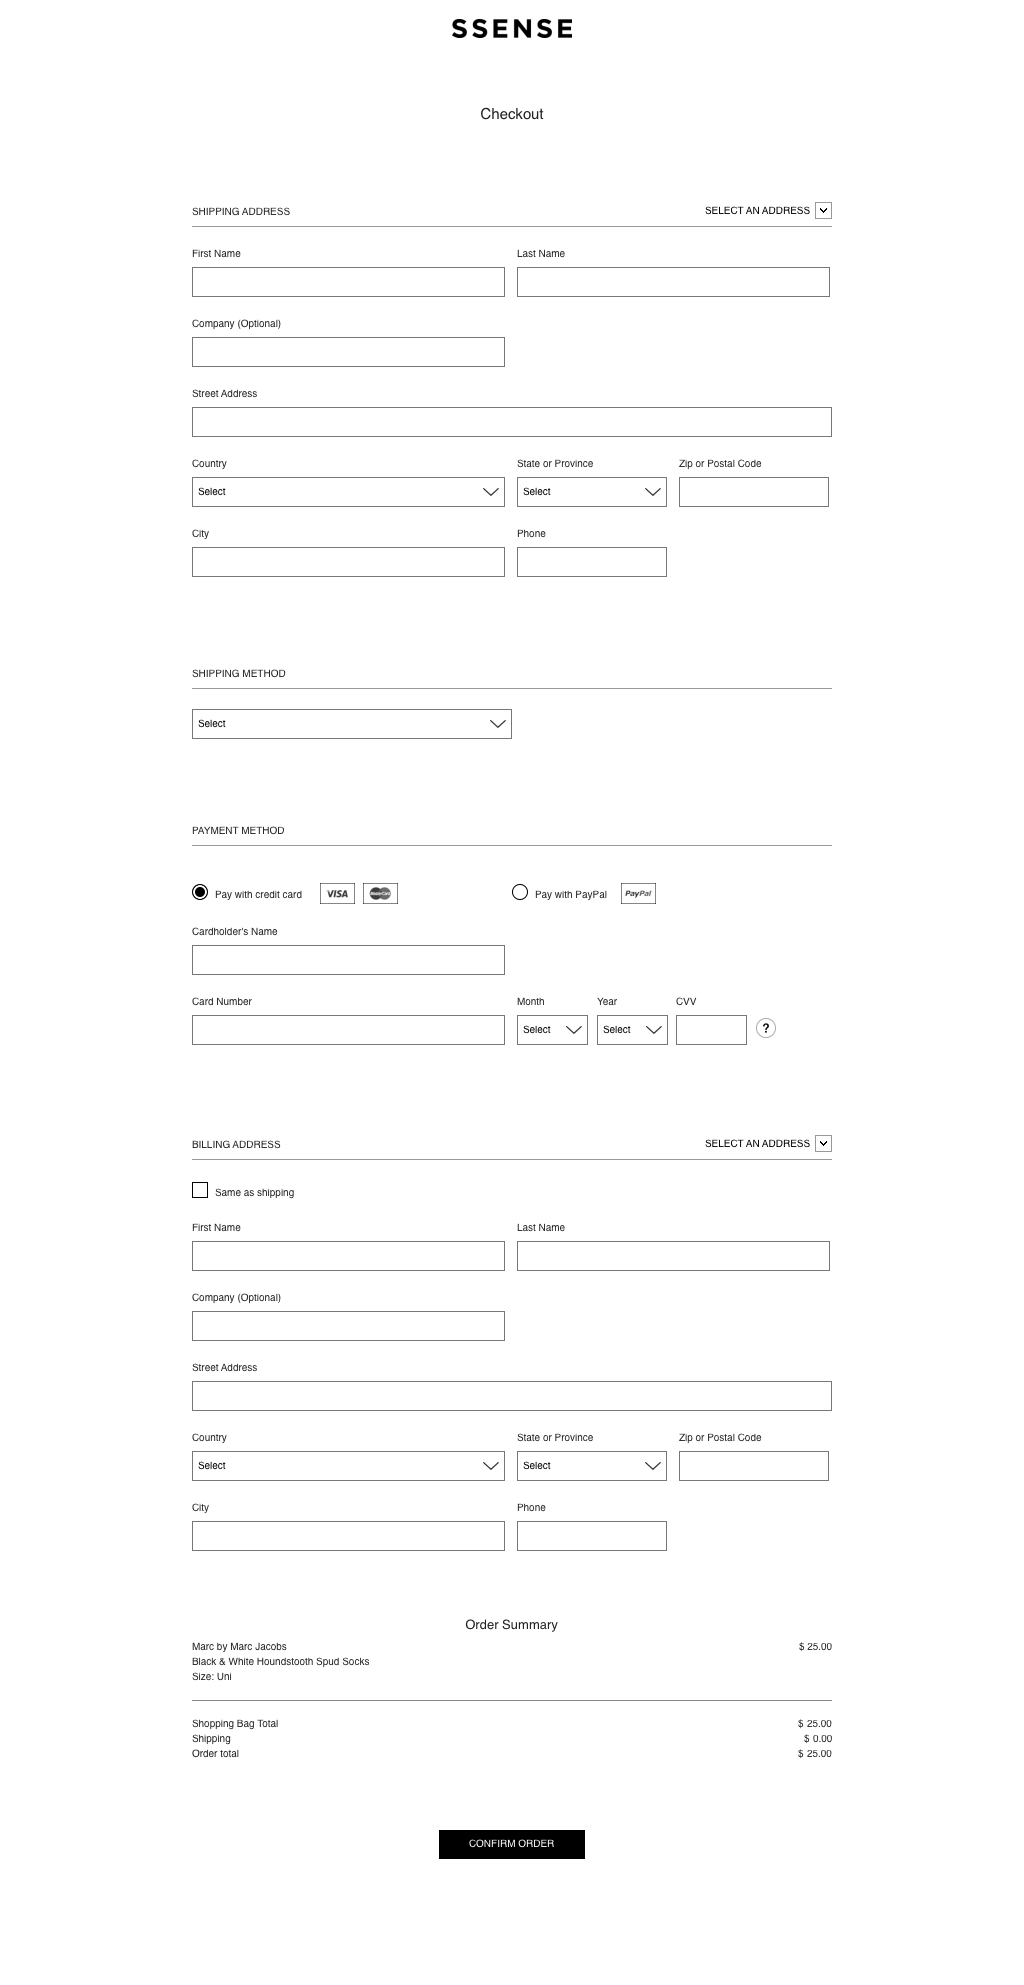 SSENSE
Checkout
SHIPPING ADDRESS SELECT AN ADDRESS
First Name Last Name
Company (Optional)
Street Address
Country State or Province Zip or Postal Code
Select Select
City Phone
SHIPPING METHOD
Select
PAYMENT METHOD
Pay with credit card VISA MasterCard Pay with PayPal PayPal
Cardholder's Name
Card Number Month Year CVV
Select Select ?
BILLING ADDRESS SELECT AN ADDRESS
Same as shipping
First Name Last Name
Company (Optional)
Street Address
Country State or Province Zip or Postal Code
Select Select
City Phone
Order Summary
Marc by Marc Jacobs $ 25.00
Black & White Houndstooth Spud Socks
Size: Uni
Shopping Bag Total $ 25.00
Shipping $ 0.00
Order total $ 25.00
CONFIRM ORDER